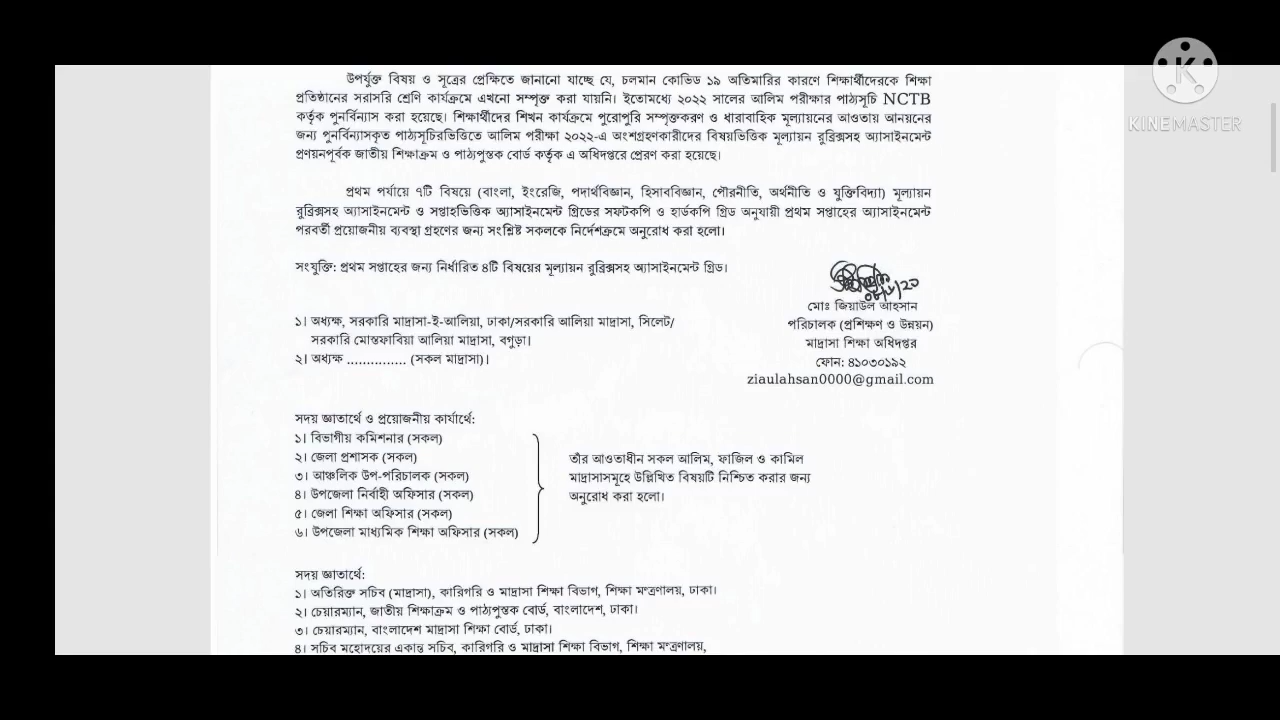 উপর্যুক্ত বিষয় ও সূত্রের প্রেক্ষিতে জানানো যাচ্ছে যে, চলমান কোভিড ১৯ অতিমারির কারণে শিক্ষার্থীদেরকে শিক্ষা
প্রতিষ্ঠানের সরাসরি শ্রেণি কার্যক্রমে এখনো সম্পৃক্ত করা যায়নি। ইতোমধ্যে ২০২২ সালের আলিম পরীক্ষার পাঠ্যসূচি NCTB
কর্তৃক পুনর্বিন্যাস করা হয়েছে। শিক্ষার্থীদের শিখন কার্যক্রমে পুরোপুরি সম্পৃক্তকরণ ও ধারাবাহিক মূল্যায়নের আওতায় আনয়নের
জন্য পুনর্বিন্যাসকৃত পাঠ্যসূচিরভিত্তিতে আলিম পরীক্ষা ২০২২-এ অংশগ্রহণকারীদের বিষয়ভিত্তিক মূল্যায়ন রুব্রিক্সসহ অ্যাসাইনমেন্ট
প্রণয়নপূর্বক জাতীয় শিক্ষাক্রম ও পাঠ্যপুস্তক বোর্ড কর্তৃক এ অধিদপ্তরে প্রেরণ করা হয়েছে।
প্রথম পর্যায়ে ৭টি বিষয়ে (বাংলা, ইংরেজি, পদার্থবিজ্ঞান, হিসাববিজ্ঞান, পৌরনীতি, অর্থনীতি ও যুক্তিবিদ্যা) মূল্যায়ন
রুব্রিক্সসহ অ্যাসাইনমেন্ট ও সপ্তাহভিত্তিক অ্যাসাইনমেন্ট গ্রিডের সফটকপি ও হার্ডকপি গ্রিড অনুযায়ী প্রথম সপ্তাহের অ্যাসাইনমেন্ট
পরবর্তী প্রয়োজনীয় ব্যবস্থা গ্রহণের জন্য সংশ্লিষ্ট সকলকে নির্দেশক্রমে অনুরোধ করা হলো।
সংযুক্তি: প্রথম সপ্তাহের জন্য নির্ধারিত ৪টি বিষয়ের মূল্যায়ন রুব্রিক্সসহ অ্যাসাইনমেন্ট গ্রিড।
মোঃ জিয়াউল আহসান
পরিচালক (প্রশিক্ষণ ও উন্নয়ন)
মাদ্রাসা শিক্ষা অধিদপ্তর
ফোন: ৪১০৩০১৯২
ziaulahsan0000@gmail.com
১। অধ্যক্ষ, সরকারি মাদ্রাসা-ই-আলিয়া, ঢাকা/সরকারি আলিয়া মাদ্রাসা, সিলেট/
সরকারি মোস্তফাবিয়া আলিয়া মাদ্রাসা, বগুড়া।
২। অধ্যক্ষ ............... (সকল মাদ্রাসা)।
সদয় জ্ঞাতার্থে ও প্রয়োজনীয় কার্যার্থে:
১। বিভাগীয় কমিশনার (সকল)
২। জেলা প্রশাসক (সকল)
৩। আঞ্চলিক উপ-পরিচালক (সকল)
৪। উপজেলা নির্বাহী অফিসার (সকল)
৫। জেলা শিক্ষা অফিসার (সকল)
৬। উপজেলা মাধ্যমিক শিক্ষা অফিসার (সকল)
তাঁর আওতাধীন সকল আলিম, ফাজিল ও কামিল
মাদ্রাসাসমূহে উল্লিখিত বিষয়টি নিশ্চিত করার জন্য
অনুরোধ করা হলো।
সদয় জ্ঞাতার্থে:
১। অতিরিক্ত সচিব (মাদ্রাসা), কারিগরি ও মাদ্রাসা শিক্ষা বিভাগ, শিক্ষা মন্ত্রণালয়, ঢাকা।
২। চেয়ারম্যান, জাতীয় শিক্ষাক্রম ও পাঠ্যপুস্তক বোর্ড, বাংলাদেশ, ঢাকা।
৩। চেয়ারম্যান, বাংলাদেশ মাদ্রাসা শিক্ষা বোর্ড, ঢাকা।
৪। সচিব মহোদয়ের একান্ত সচিব, কারিগরি ও মাদ্রাসা শিক্ষা বিভাগ, শিক্ষা মন্ত্রণালয়,
KINEMASTER